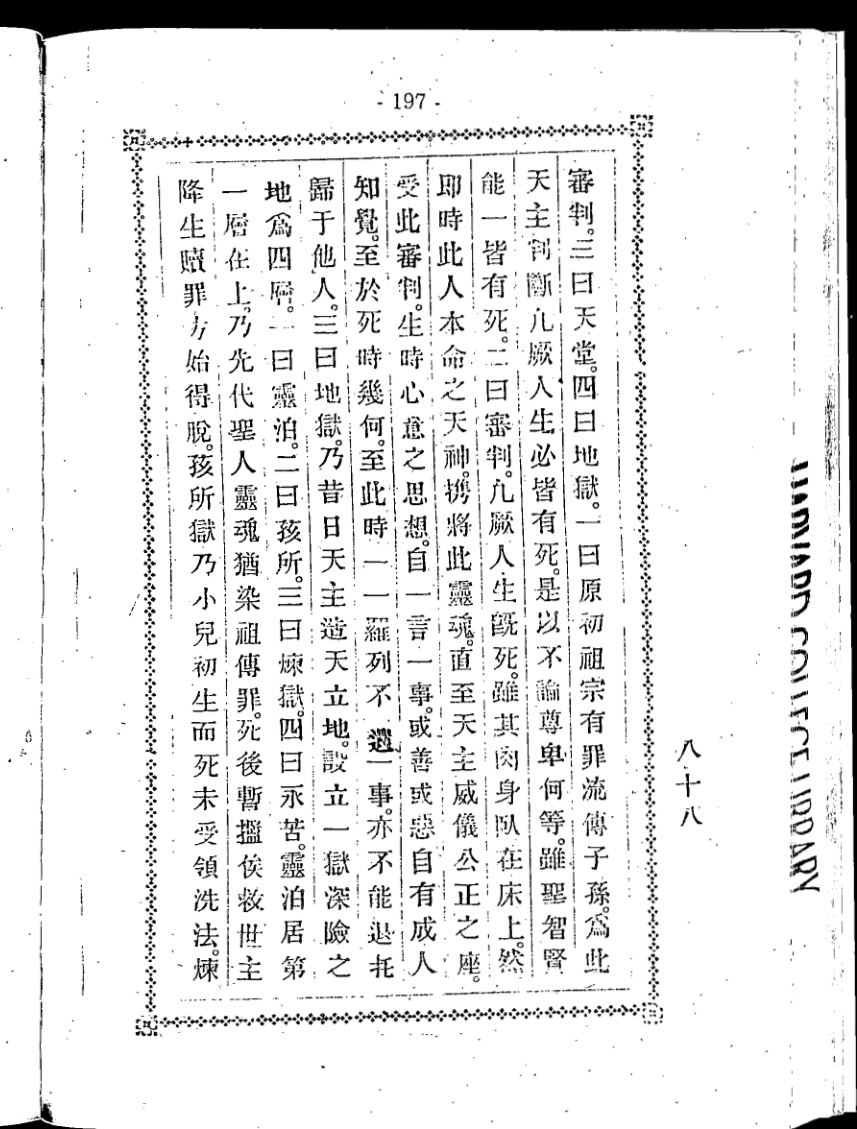 - 197 -
審判。三曰天堂。四曰地獄。一曰原初祖宗有罪流傳子孫。為此
天主判斷凡厥人生必皆有死。是以不論尊卑何等。雖聖智賢
能一皆有死。二曰審判。凡厥人生旣死。雖其肉身臥在床上。然
即時此人本命之天神。携將此靈魂。直至天主威儀公正之座。
受此審判。生時心意之思想。自一言一事。或善或惡自有成人
知覺。至於死時幾何。至此時一一羅列不遺一事。亦不能退托
歸于他人。三曰地獄。乃昔日天主造天立地。設立一獄深險之
地為四層。一曰靈泊。二曰孩所。三曰煉獄。四曰永苦。靈泊居第
一層在上。乃先代聖人靈魂猶染祖傳罪。死後暫搵俟救世主
降生贖罪方始得脫。孩所獄乃小兒初生而死未受領洗法。煉
八十八
HARVARD COLLEGE LIBRARY